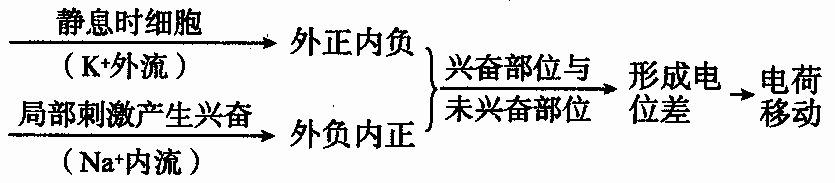 静息时细胞
（K+外流）
外正内负
局部刺激产生兴奋
（Na+内流）
外负内正
兴奋部位与
未兴奋部位
形成电
位差
电荷
移动